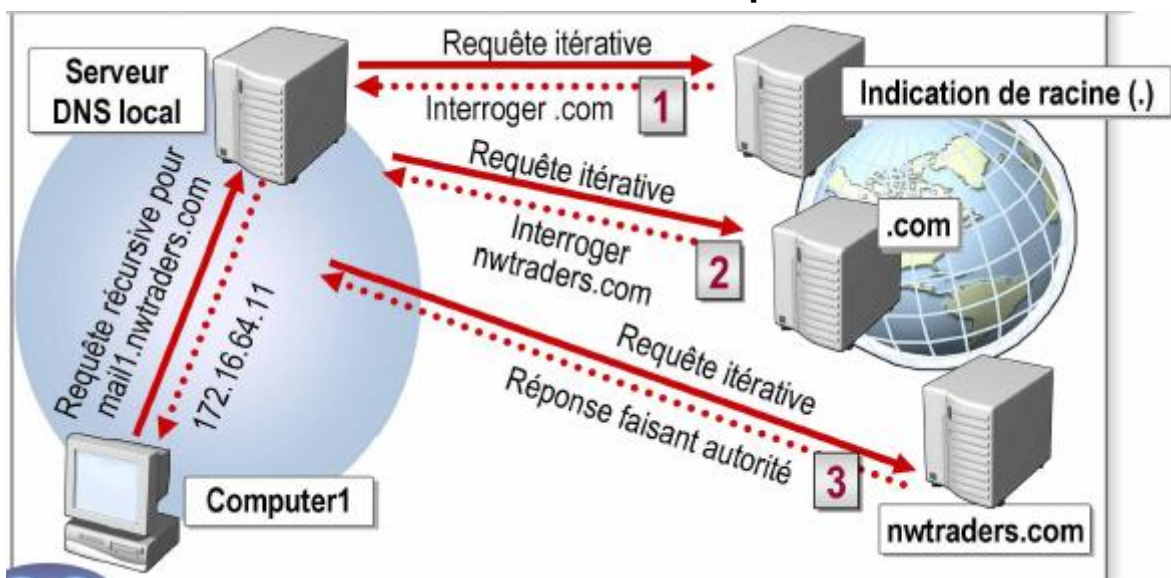 Requête itérative
Serveur
DNS local
Interroger .com
1
Indication de racine (.)
Requête itérative
.com
Interroger
nwtraders.com
2
Requête récursive pour
mail1.nwtraders.com
172.16.64.11
Requête itérative
Réponse faisant autorité
3
Computer1
nwtraders.com